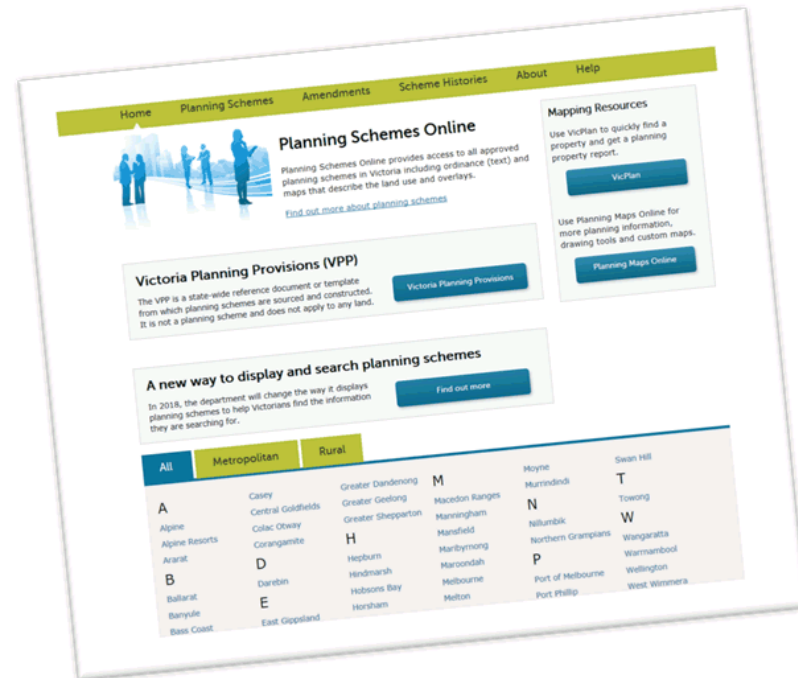 Home Planning Schemes Amendments Scheme Histories About Help
Planning Schemes Online
Planning Schemes Online provides access to all approved
planning schemes in Victoria including ordinance (text) and
maps that describe the land use and overlays.
Find out more about planning schemes
Mapping Resources
Use VicPlan to quickly find a
property and get a planning
property report.
VicPlan
Use Planning Maps Online for
more planning information,
drawing tools and custom maps.
Planning Maps Online
Victoria Planning Provisions (VPP)
The VPP is a state-wide reference document or template
from which planning schemes are sourced and constructed.
It is not a planning scheme and does not apply to any land.
Victoria Planning Provisions
A new way to display and search planning schemes
In 2018, the department will change the way it displays
planning schemes to help Victorians find the information
they are searching for.
Find out more
All Metropolitan Rural
A
Alpine
Alpine Resorts
Ararat
B
Ballarat
Banyule
Bass Coast
Casey
Central Goldfields
Colac Otway
Corangamite
D
Darebin
E
East Gippsland
Greater Dandenong
Greater Geelong
Greater Shepparton
H
Hepburn
Hindmarsh
Hobsons Bay
Horsham
M
Macedon Ranges
Manningham
Mansfield
Maribyrnong
Maroondah
Melbourne
Melton
Moyne
Murrindindi
N
Nillumbik
Northern Grampians
P
Port of Melbourne
Port Phillip
Swan Hill
T
Towong
W
Wangaratta
Warrnambool
Wellington
West Wimmera